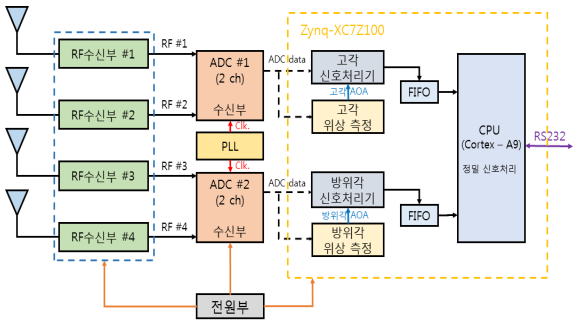 Zynq-XC7Z100
RF수신부 #1
RF #1
ADC #1
(2 ch)
수신부
ADC data
고각
신호처리기
고각 AOA
고각
위상 측정
FIFO
RF수신부 #2
RF #2
Clk.
PLL
Clk.
CPU
(Cortex – A9)
정밀 신호처리
RS232
RF수신부 #3
RF #3
ADC #2
(2 ch)
수신부
ADC data
방위각
신호처리기
방위각 AOA
방위각
위상 측정
FIFO
RF수신부 #4
RF #4
전원부